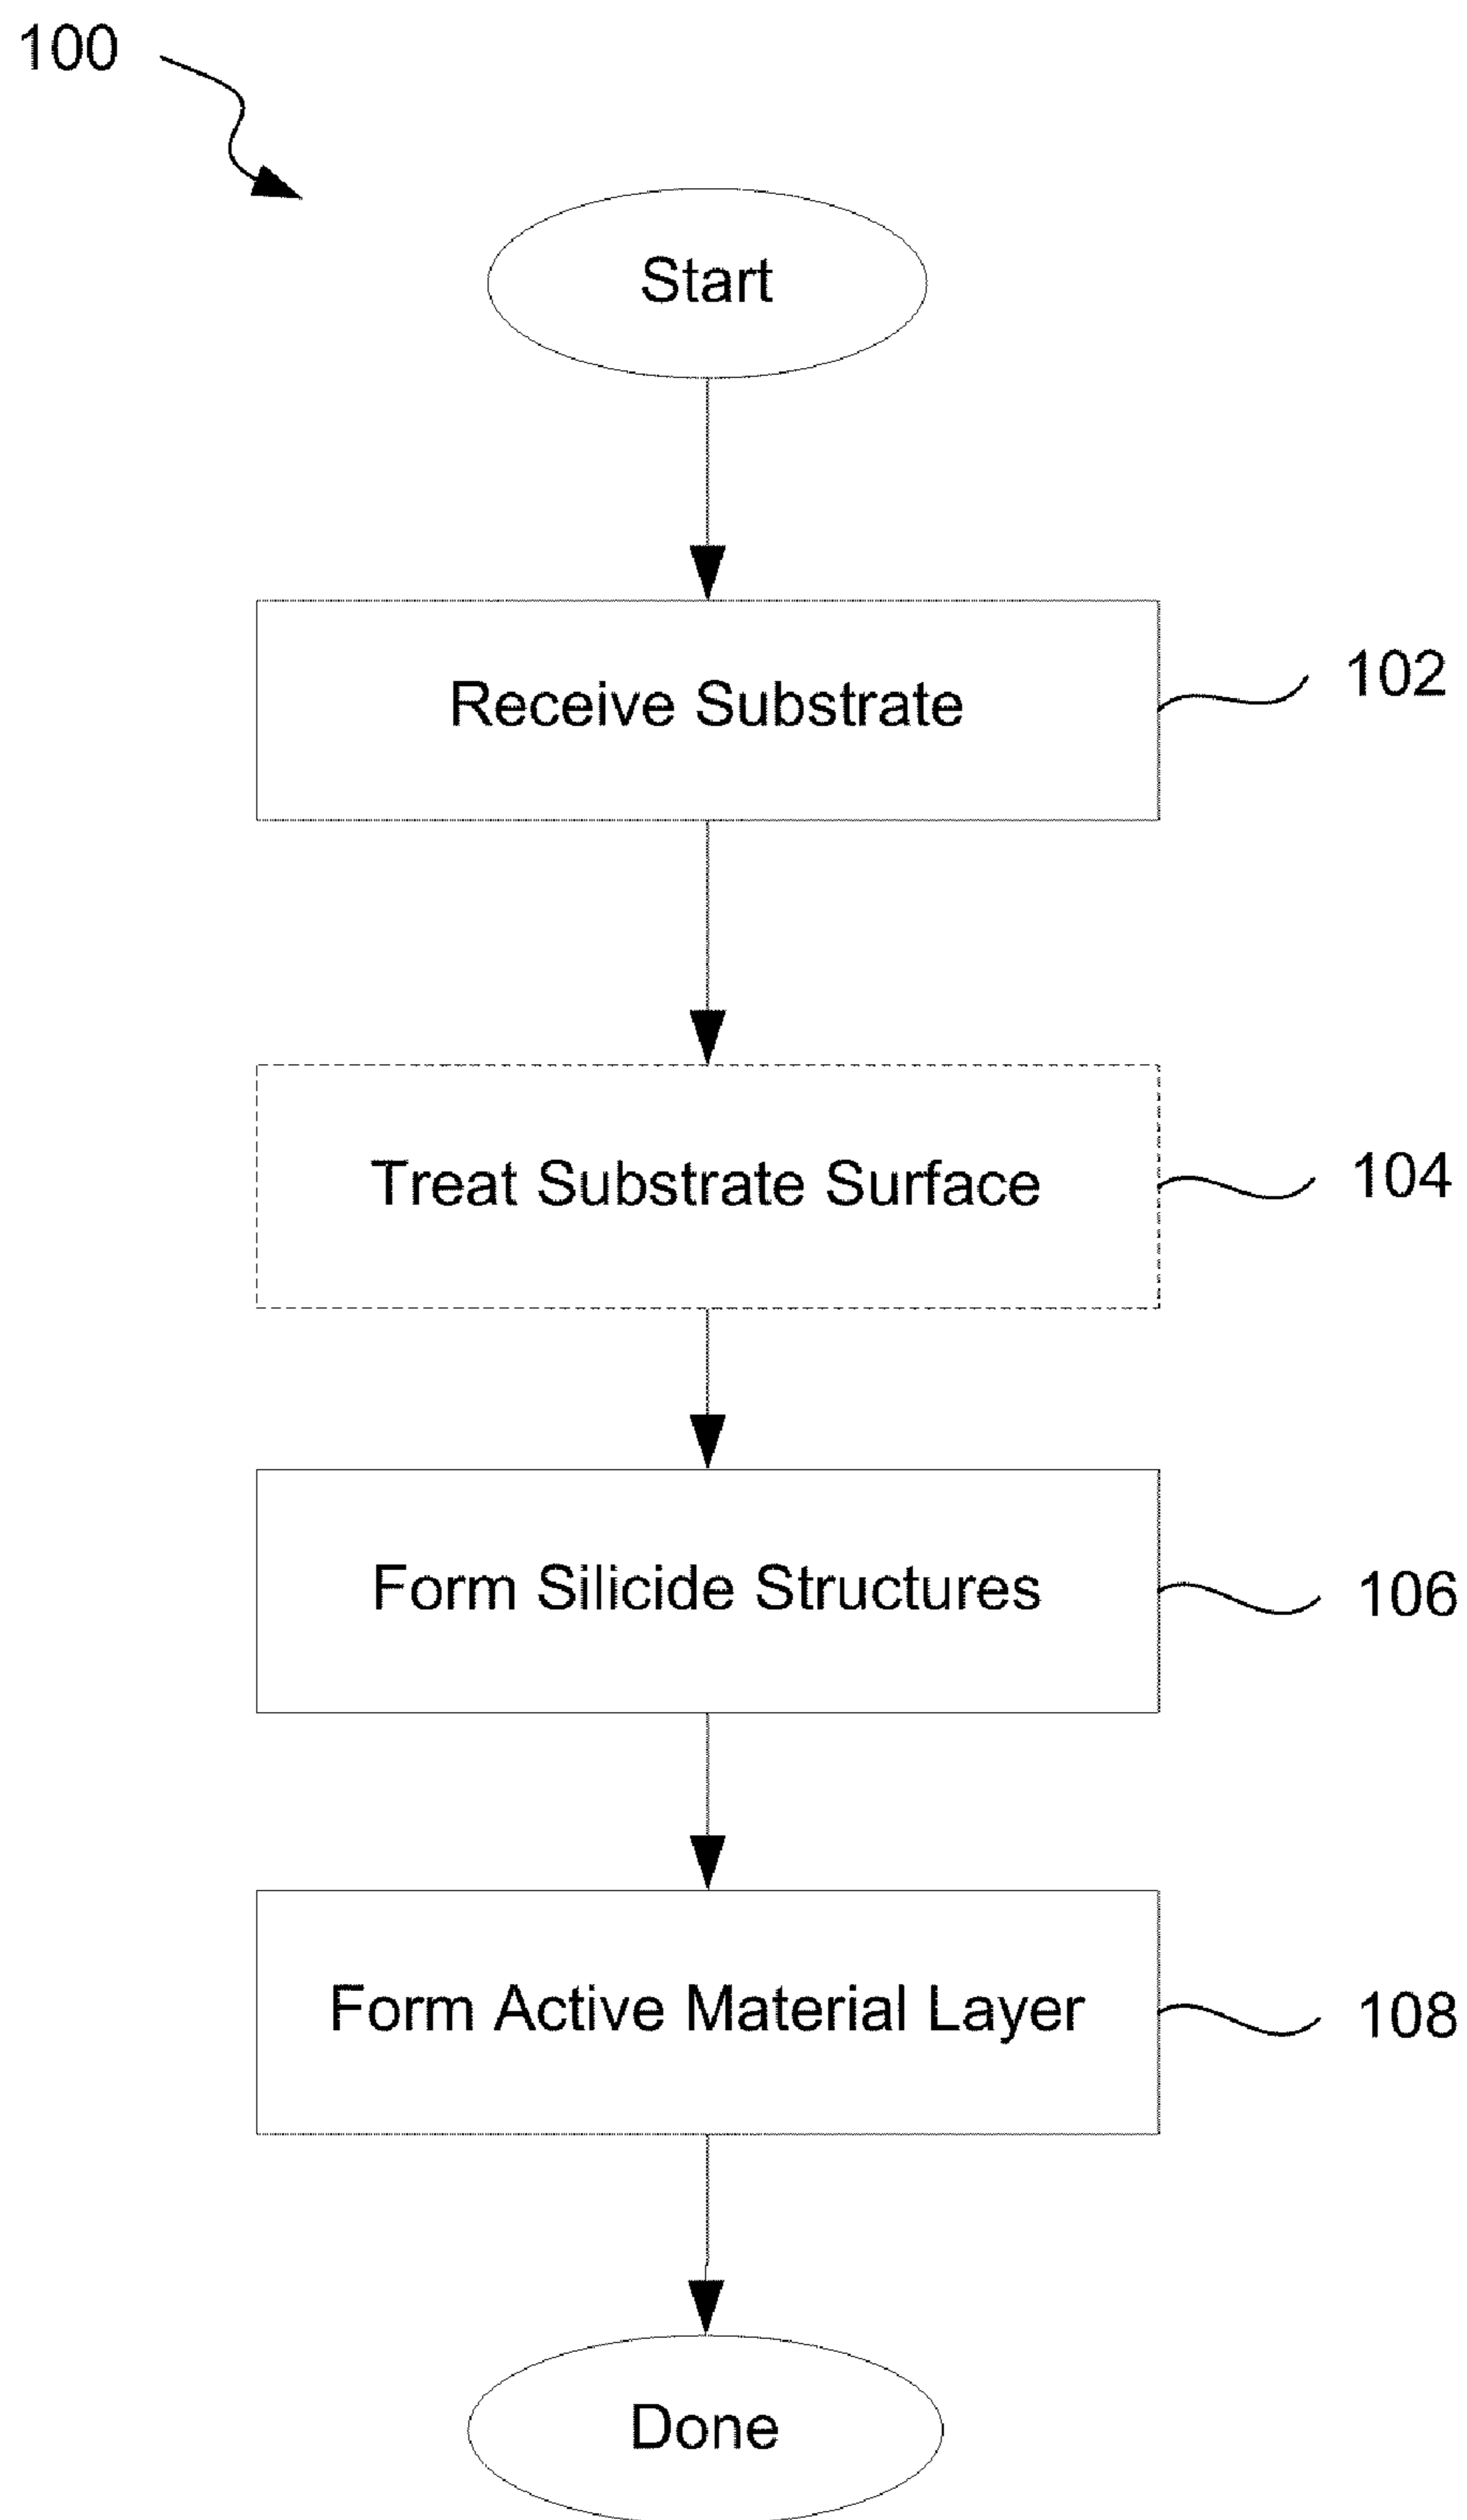 100
Start
Receive Substrate
102
Treat Substrate Surface
104
Form Silicide Structures
106
Form Active Material Layer
108
Done